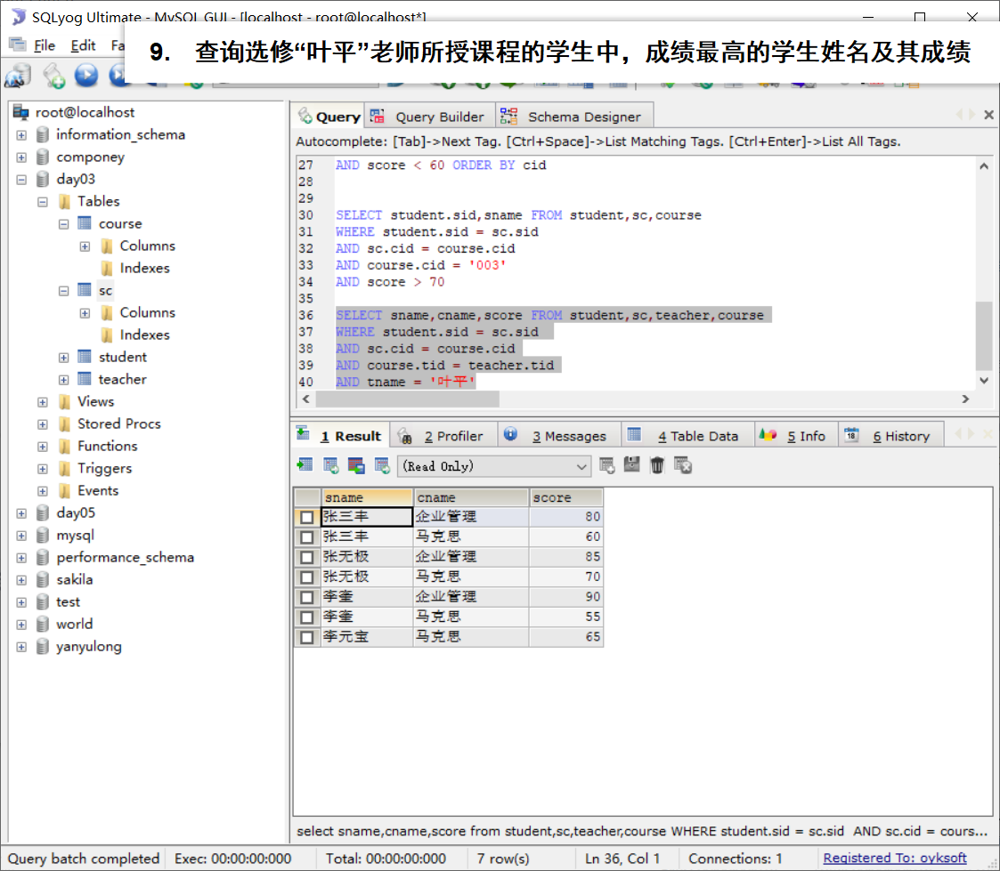 SQLyog Ultimate - MySQL GUI - [localhost - root@localhost*]
File Edit Fa
9. 查询选修“叶平”老师所授课程的学生中，成绩最高的学生姓名及其成绩
root@localhost
information_schema
componey
day03
Tables
course
Columns
Indexes
sc
Columns
Indexes
student
teacher
Views
Stored Procs
Functions
Triggers
Events
day05
mysql
performance_schema
sakila
test
world
yanyulong
Query Query Builder Schema Designer
Autocomplete: [Tab]->Next Tag. [Ctrl+Space]->List Matching Tags. [Ctrl+Enter]->List All Tags.
27 AND score < 60 ORDER BY cid
28
29
30 SELECT student.sid,sname FROM student,sc,course
31 WHERE student.sid = sc.sid
32 AND sc.cid = course.cid
33 AND course.cid = '003'
34 AND score > 70
35
36 SELECT sname,cname,score FROM student,sc,teacher,course
37 WHERE student.sid = sc.sid
38 AND sc.cid = course.cid
39 AND course.tid = teacher.tid
40 AND tname = '叶平'
1 Result 2 Profiler 3 Messages 4 Table Data 5 Info 18 6 History
(Read Only)
sname cname score
张三丰 企业管理 80
张三丰 马克思 60
张无极 企业管理 85
张无极 马克思 70
李奎 企业管理 90
李奎 马克思 55
李元宝 马克思 65
select sname,cname,score from student,sc,teacher,course WHERE student.sid = sc.sid AND sc.cid = cours...
Query batch completed Exec: 00:00:00:000 Total: 00:00:00:000 7 row(s) Ln 36, Col 1 Connections: 1 Registered To: ovksoft